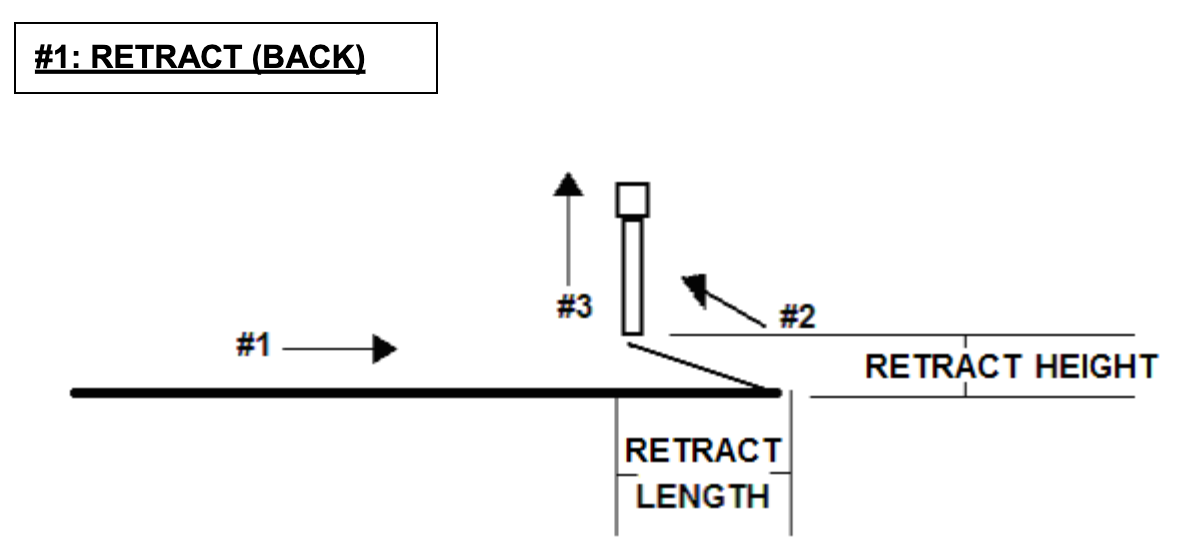 #1: RETRACT (BACK)
#3
#2
#1
RETRACT HEIGHT
RETRACT
LENGTH